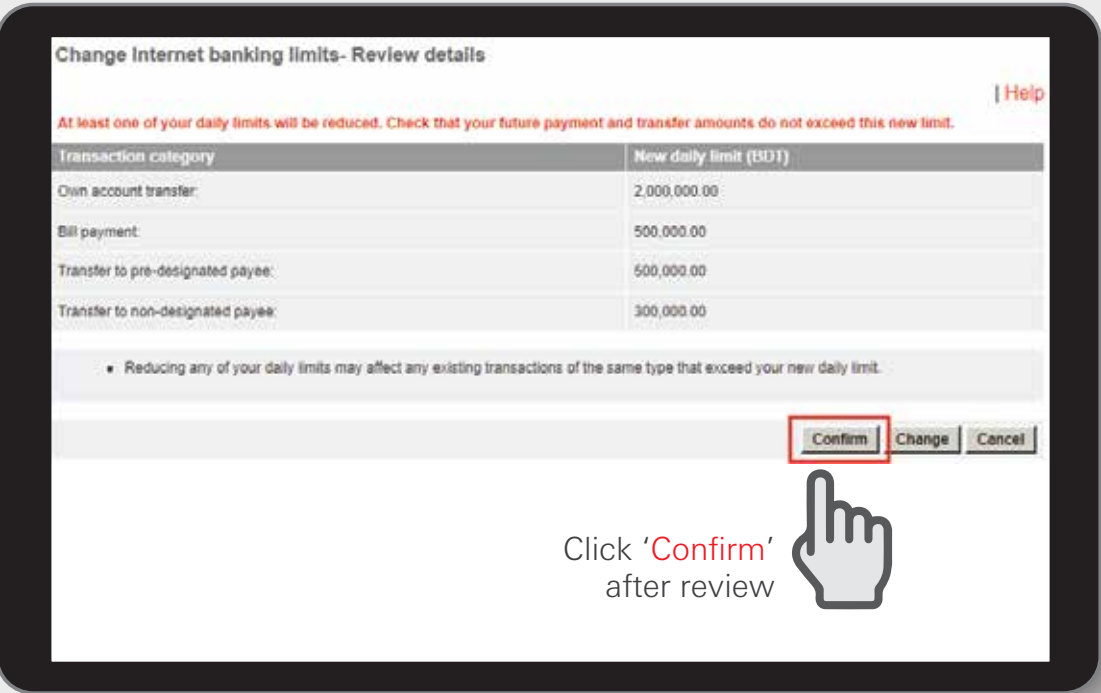 Change Internet banking limits- Review details
| Help
At least one of your daily limits will be reduced. Check that your future payment and transfer amounts do not exceed this new limit.
Transaction category New daily limit (BDT)
Own account transfer: 2,000,000.00
Bill payment: 500,000.00
Transfer to pre-designated payee: 500,000.00
Transfer to non-designated payee: 300,000.00
• Reducing any of your daily limits may affect any existing transactions of the same type that exceed your new daily limit.
Confirm Change Cancel
Click ‘Confirm’
after review